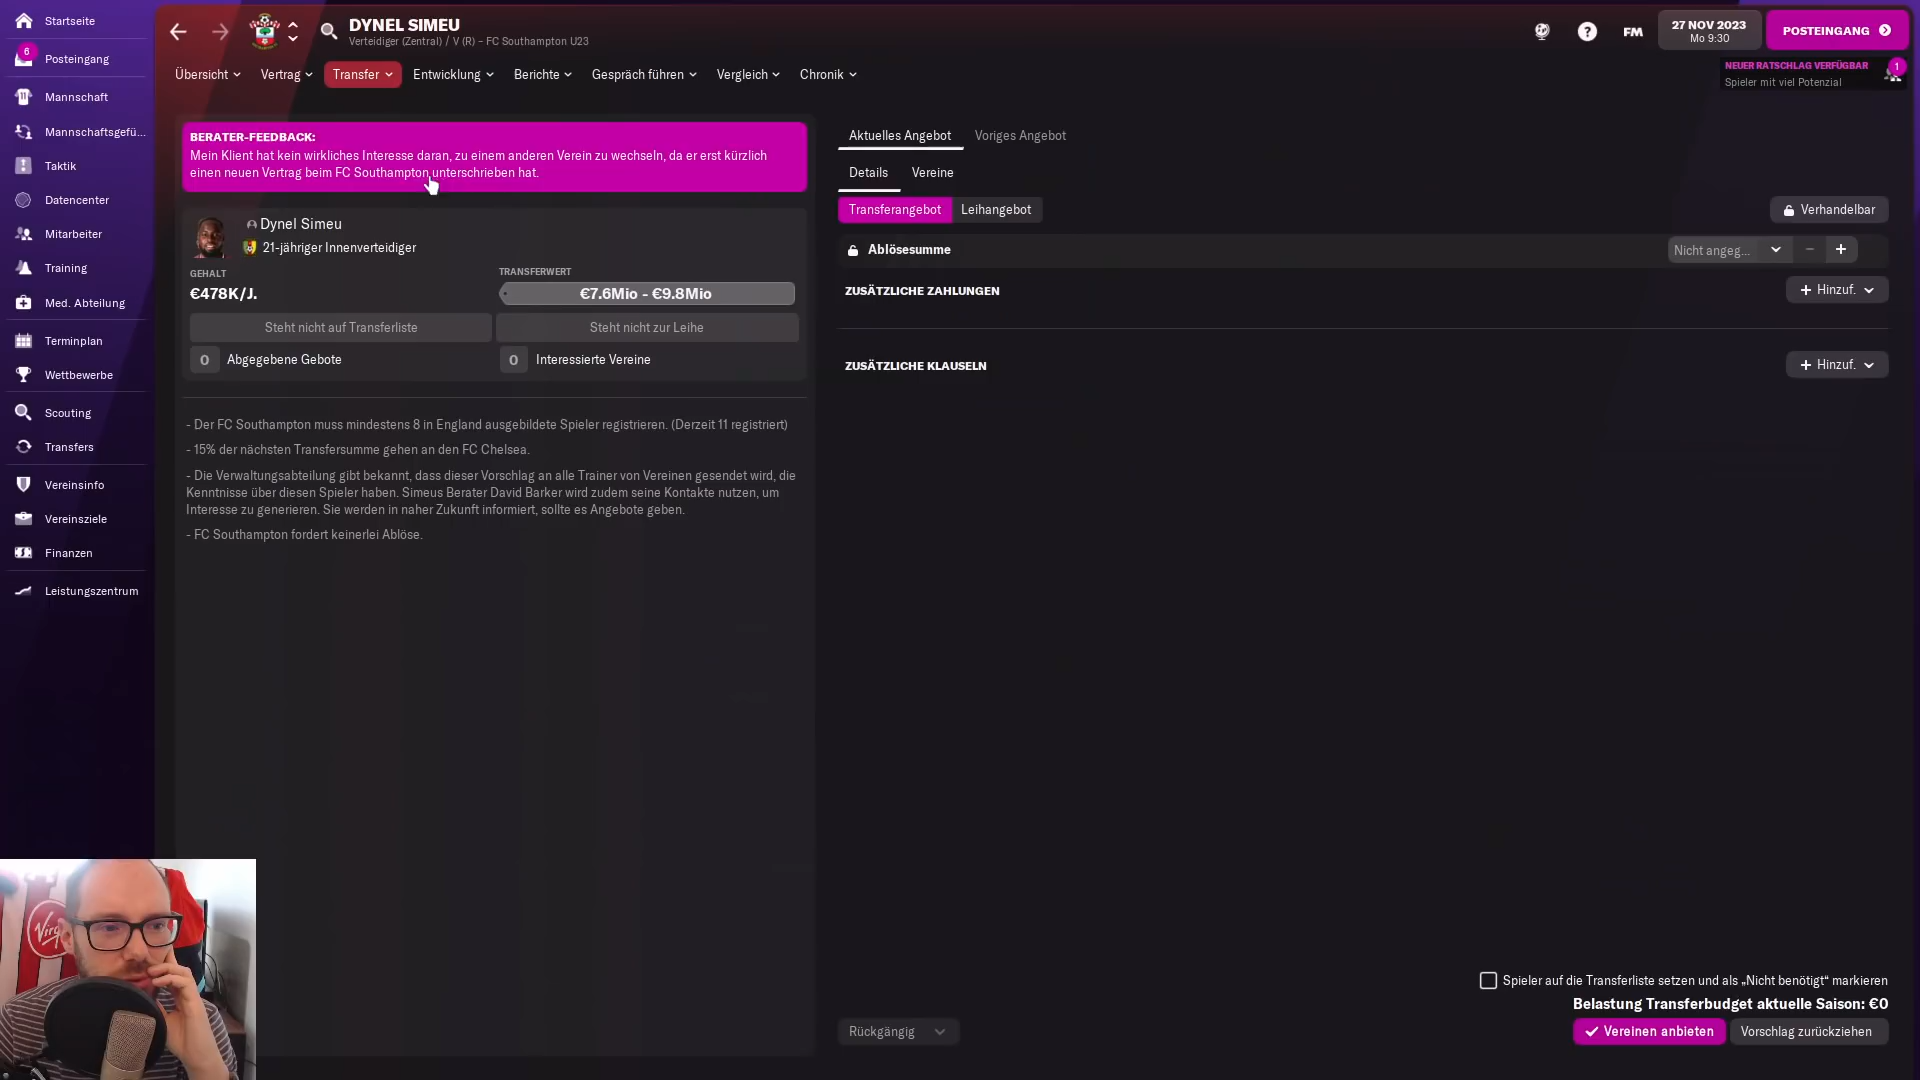 Startseite
6
Posteingang
Mannschaft
Mannschaftsgefü...
Taktik
Datencenter
Mitarbeiter
Training
Med. Abteilung
Terminplan
Wettbewerbe
Scouting
Transfers
Vereinsinfo
Vereinsziele
Finanzen
Leistungszentrum
DYNEL SIMEU
Verteidiger (Zentral) / V (R) – FC Southampton U23
FM
27 NOV 2023
Mo 9:30
POSTEINGANG
Übersicht
Vertrag
Transfer
Entwicklung
Berichte
Gespräch führen
Vergleich
Chronik
NEUER RATSCHLAG VERFÜGBAR
1
Spieler mit viel Potenzial
BERATER-FEEDBACK:
Mein Klient hat kein wirkliches Interesse daran, zu einem anderen Verein zu wechseln, da er erst kürzlich
einen neuen Vertrag beim FC Southampton unterschrieben hat.
Dynel Simeu
21-jähriger Innenverteidiger
GEHALT
€478K/J.
TRANSFERWERT
€7.6Mio - €9.8Mio
Steht nicht auf Transferliste
Steht nicht zur Leihe
0 Abgegebene Gebote
0 Interessierte Vereine
- Der FC Southampton muss mindestens 8 in England ausgebildete Spieler registrieren. (Derzeit 11 registriert)
- 15% der nächsten Transfersumme gehen an den FC Chelsea.
- Die Verwaltungsabteilung gibt bekannt, dass dieser Vorschlag an alle Trainer von Vereinen gesendet wird, die
Kenntnisse über diesen Spieler haben. Simeus Berater David Barker wird zudem seine Kontakte nutzen, um
Interesse zu generieren. Sie werden in naher Zukunft informiert, sollte es Angebote geben.
- FC Southampton fordert keinerlei Ablöse.
Aktuelles Angebot
Voriges Angebot
Details
Vereine
Transferangebot
Leihangebot
Verhandelbar
Ablösesumme
Nicht angeg...
ZUSÄTZLICHE ZAHLUNGEN
Hinzuf.
ZUSÄTZLICHE KLAUSELN
Hinzuf.
Spieler auf die Transferliste setzen und als „Nicht benötigt“ markieren
Belastung Transferbudget aktuelle Saison: €0
Rückgängig
Vereinen anbieten
Vorschlag zurückziehen